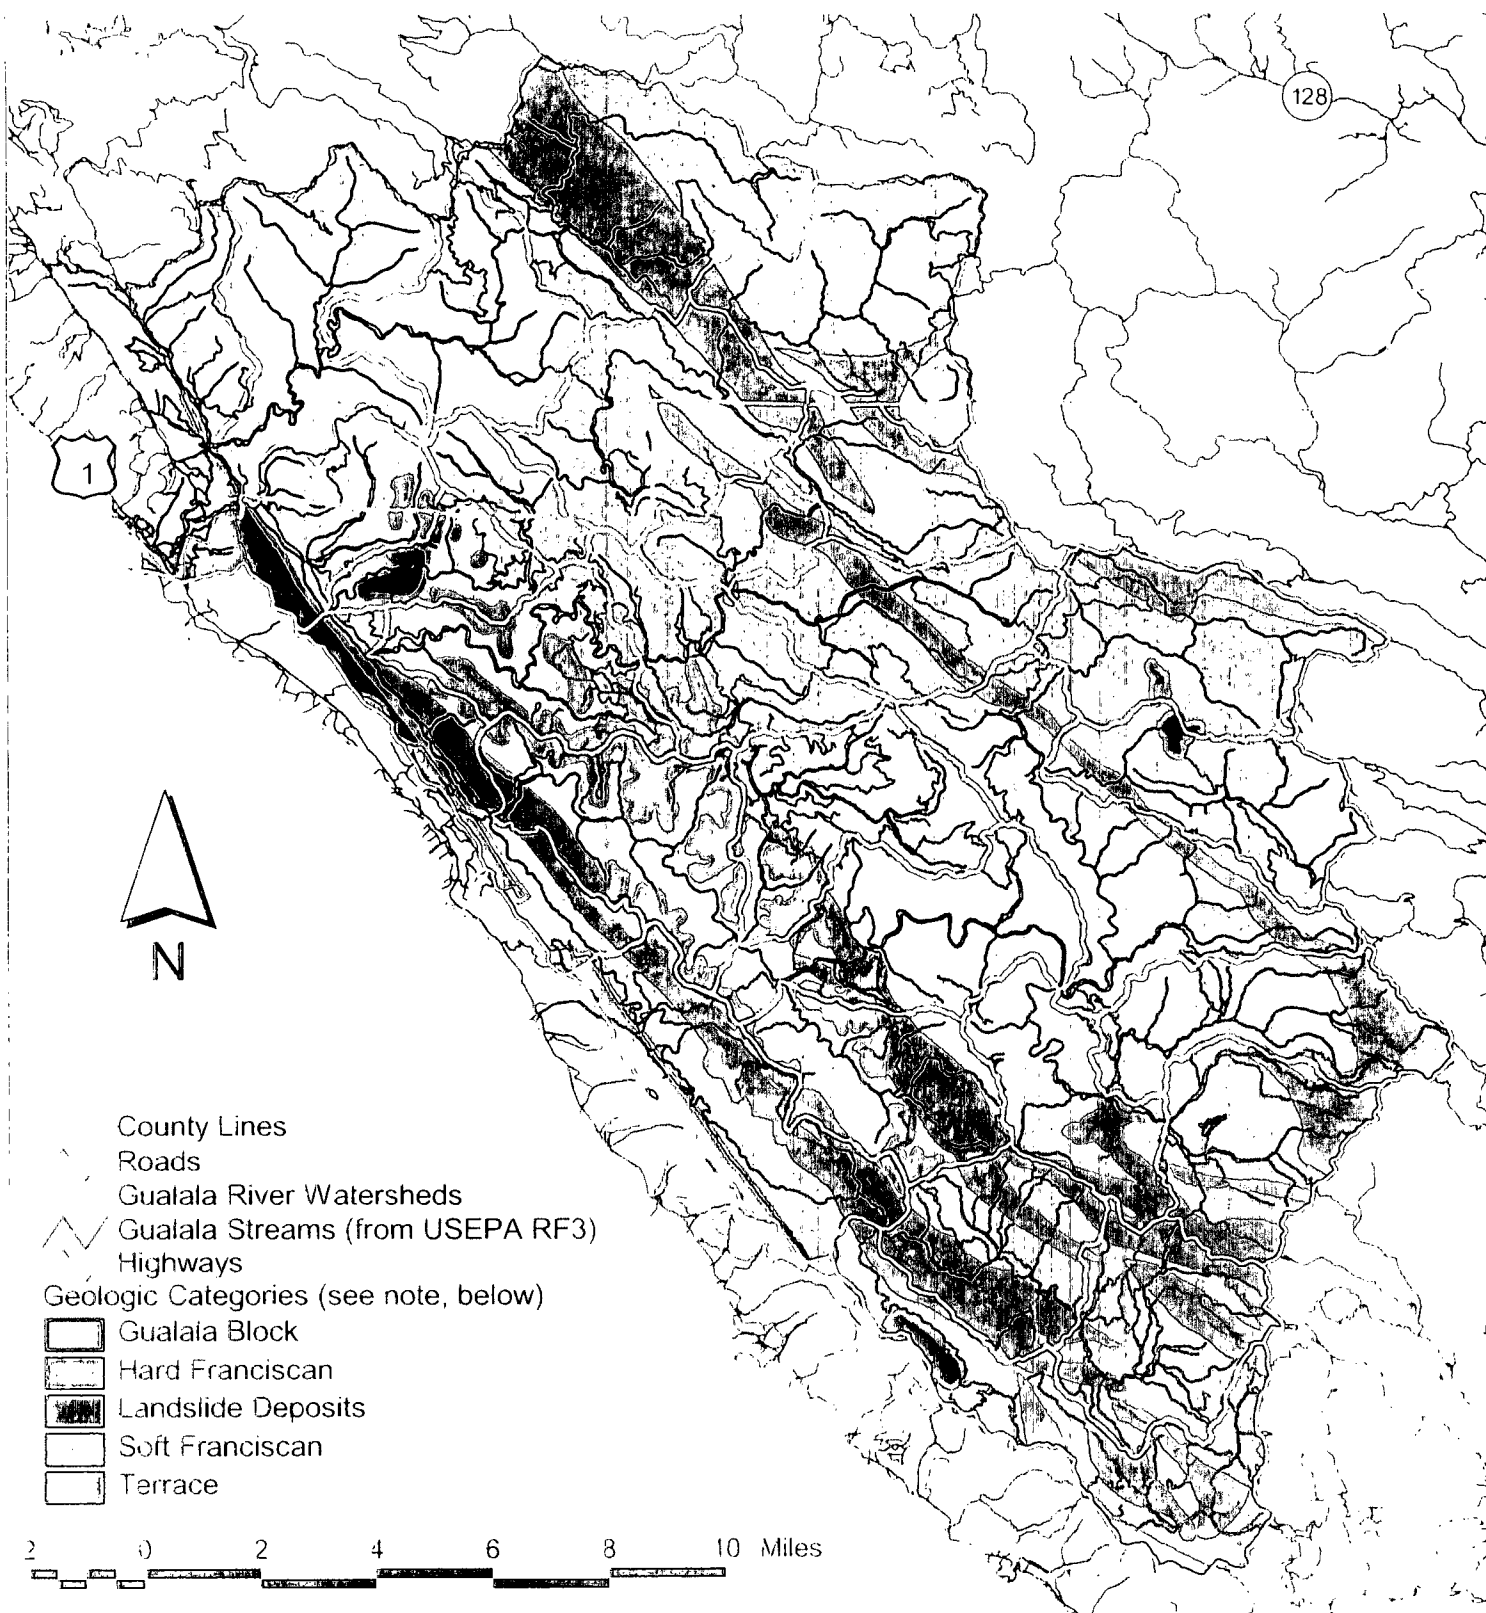 128
1
N
County Lines
Roads
Gualala River Watersheds
Gualala Streams (from USEPA RF3)
Highways
Geologic Categories (see note, below)
Gualala Block
Hard Franciscan
Landslide Deposits
Soft Franciscan
Terrace
2 0 2 4 6 8 10 Miles